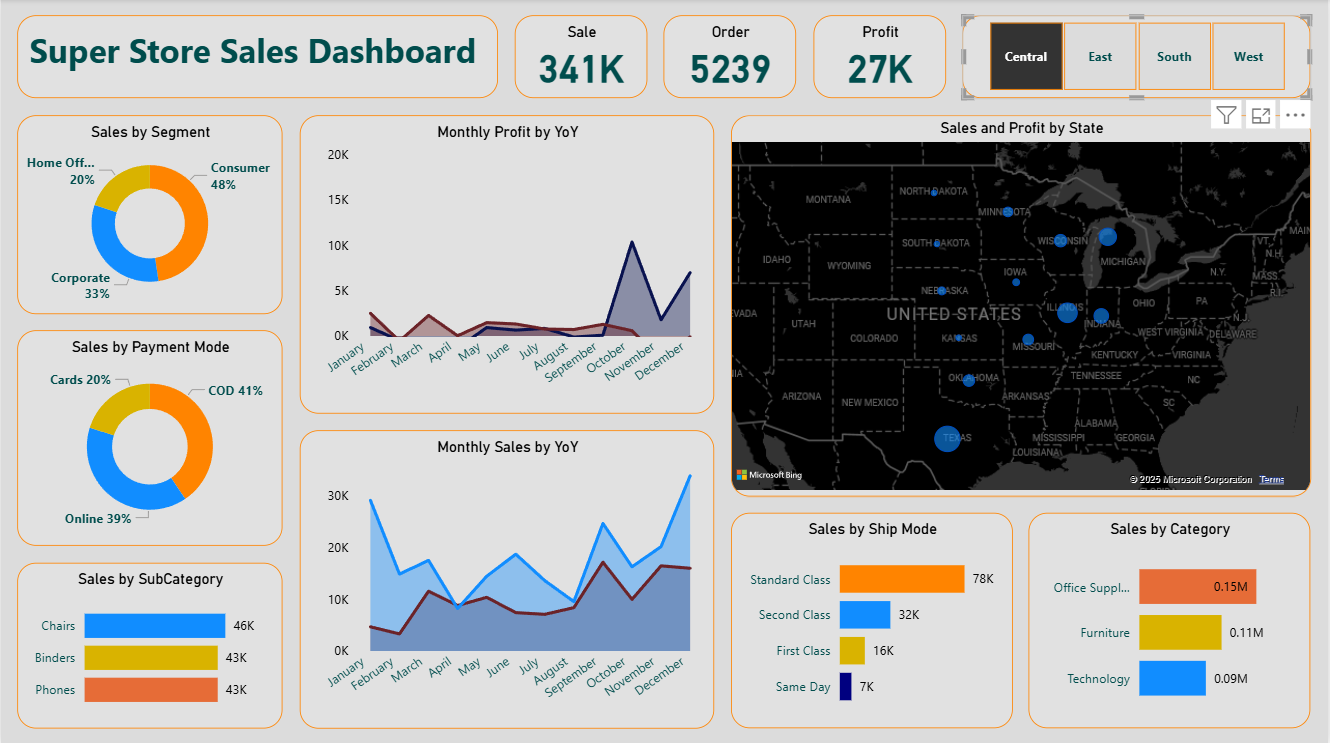 Super Store Sales Dashboard
Sale
341K
Order
5239
Profit
27K
Central
East
South
West
Sales by Segment
Home Off...
20%
Consumer
48%
Corporate
33%
Sales by Payment Mode
Cards 20%
COD 41%
Online 39%
Sales by SubCategory
Chairs 46K
Binders 43K
Phones 43K
Monthly Profit by YoY
20K
15K
10K
5K
0K
January February March April May June July August September October November December
Monthly Sales by YoY
30K
20K
10K
0K
January February March April May June July August September October November December
Sales and Profit by State
MONTANA
NORTH DAKOTA
MINNESOTA
SOUTH DAKOTA
WISCONSIN
MICHIGAN
IDAHO
WYOMING
IOWA
NEBRASKA
UNITED STATES
EVADA
UTAH
COLORADO
KANSAS
MISSOURI
ILLINOIS
INDIANA
OHIO
PA
N.Y.
VT.
N.H.
MAIN
MASS.
R.I.
N.J.
WEST VIRGINIA
DELAWARE
KENTUCKY
VIRGINIA
TENNESSEE
NC
SC
OKLAHOMA
ARKANSAS
ARIZONA
NEW MEXICO
ALABAMA
MISSISSIPPI
GEORGIA
TEXAS
LOUISIANA
Microsoft Bing
© 2025 Microsoft Corporation Terms
Sales by Ship Mode
Standard Class 78K
Second Class 32K
First Class 16K
Same Day 7K
Sales by Category
Office Suppl... 0.15M
Furniture 0.11M
Technology 0.09M